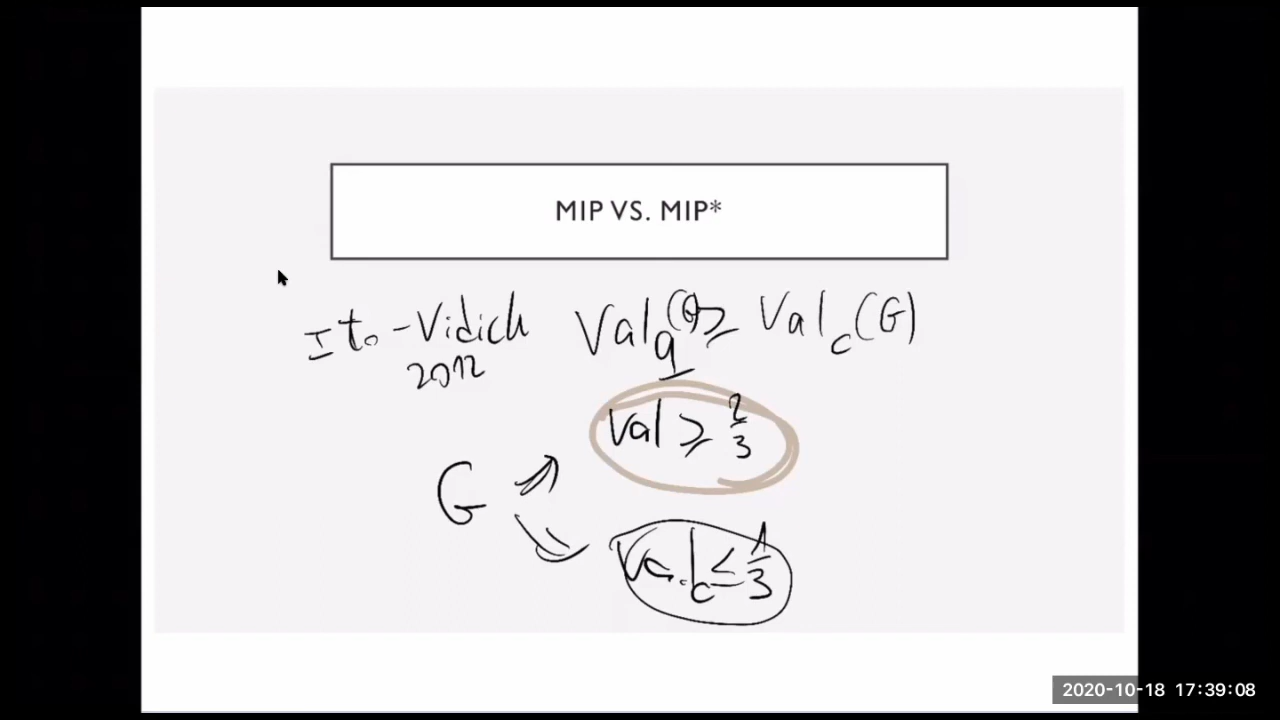 MIP VS. MIP*
Ito-Vidick Val_q(G) ≥ Val_c(G)
2012
Val ≥ 2/3
G
Val_c ≤ 1/3
2020-10-18 17:39:08